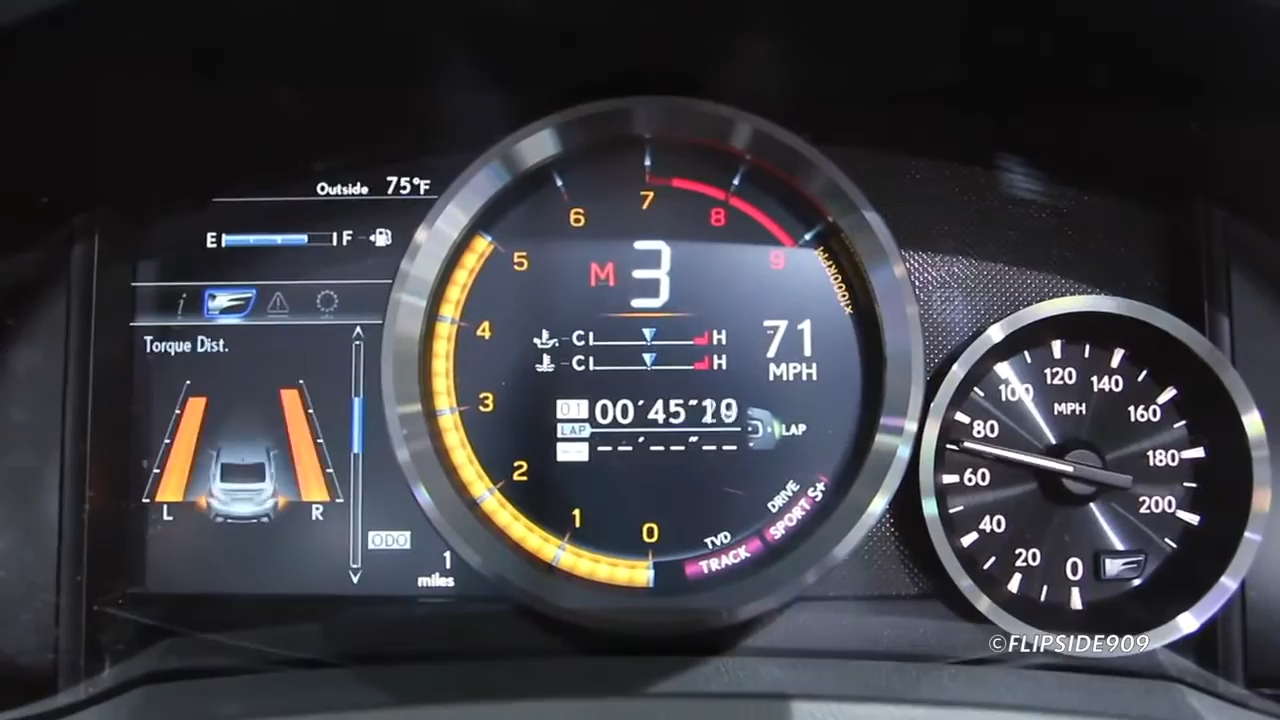 Outside 75°F
E F
i
Torque Dist.
L R
ODO
1
miles
0
1
2
3
4
5
6
7
8
9
x1000RPM
M 3
C H
C H
71
MPH
01 00'45"
LAP
--'--"--
LAP
TVD
TRACK
DRIVE
SPORT S+
0
20
40
60
80
100
120
140
160
180
200
MPH
F
©FLIPSIDE909